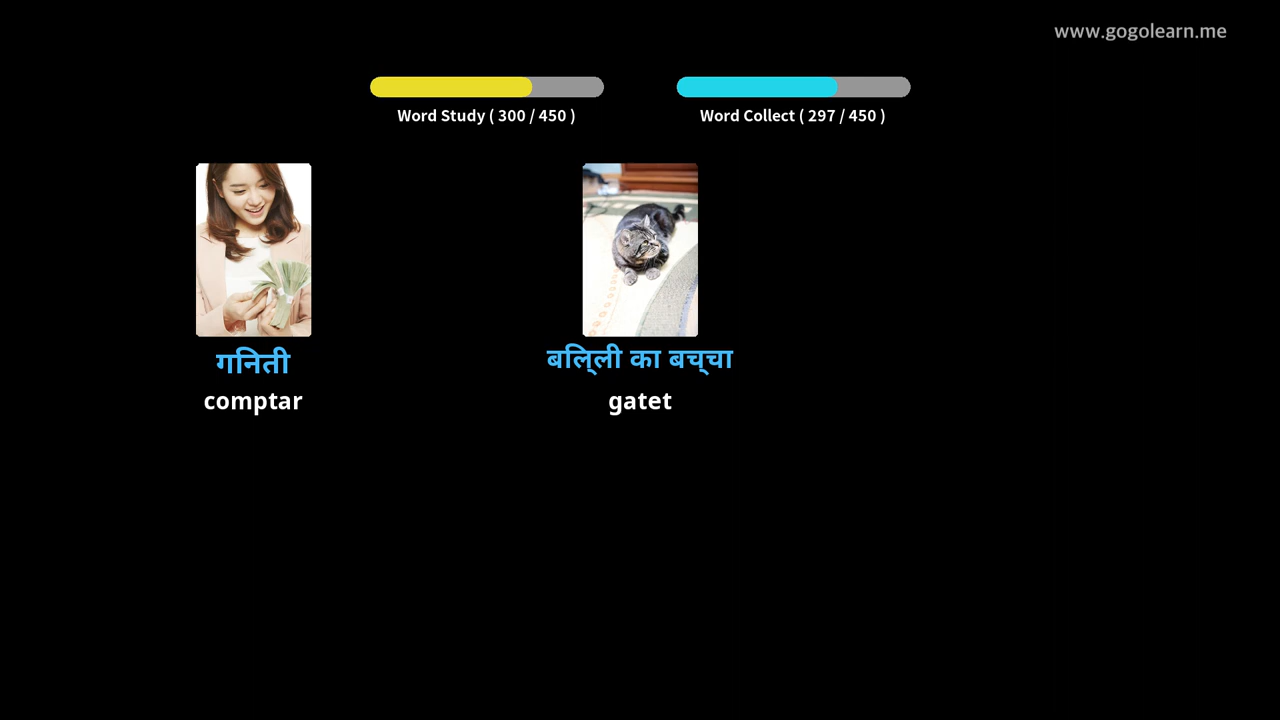 www.gogolearn.me
Word Study ( 300 / 450 )
Word Collect ( 297 / 450 )
गनिती
comptar
बलि्ली का बच्चा
gatet